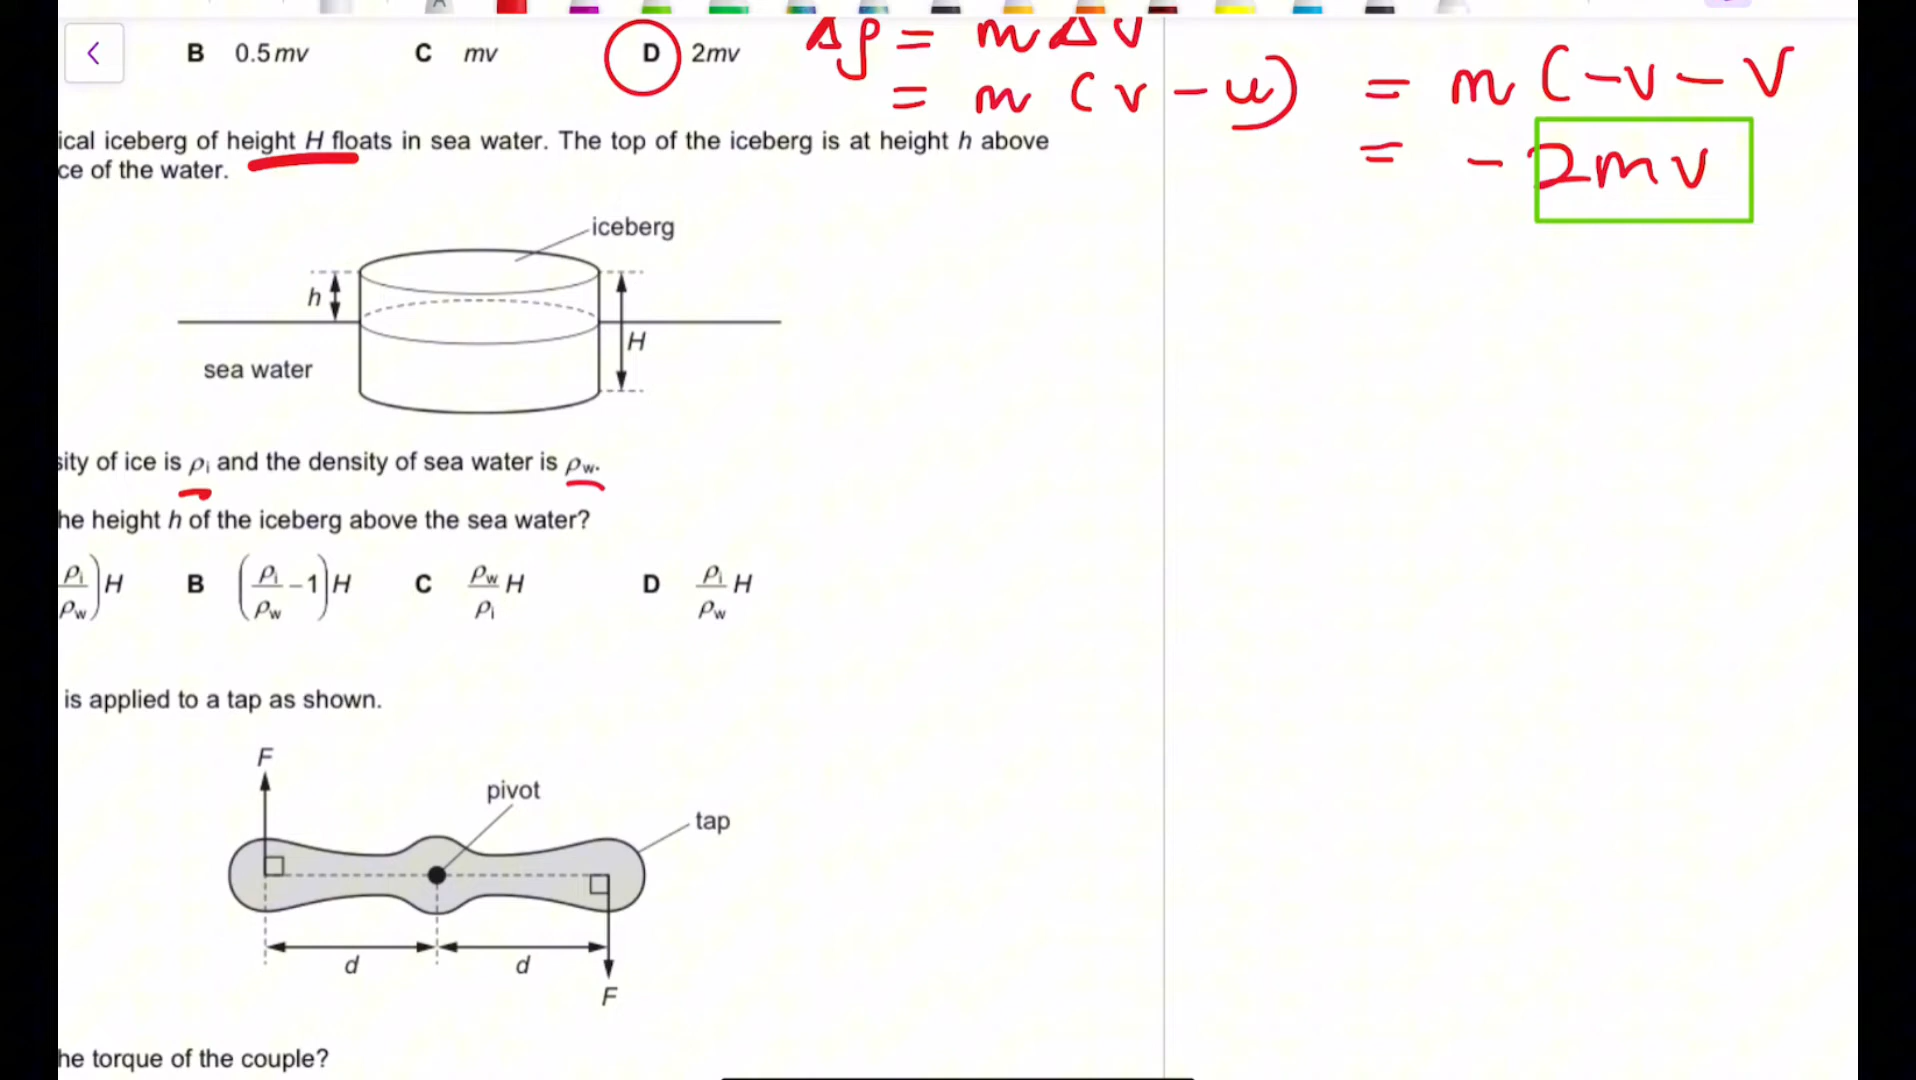 B 0.5 mv C mv D 2mv
Δp = m Δ v
= m (v - u) = m (-v - v
= - 2mv
ical iceberg of height H floats in sea water. The top of the iceberg is at height h above
ce of the water.
iceberg
h
H
sea water
sity of ice is ρi and the density of sea water is ρw.
he height h of the iceberg above the sea water?
ρi/ρw)H B (ρi/ρw – 1)H C ρw/ρi H D ρi/ρw H
is applied to a tap as shown.
F
pivot
tap
d d
F
he torque of the couple?